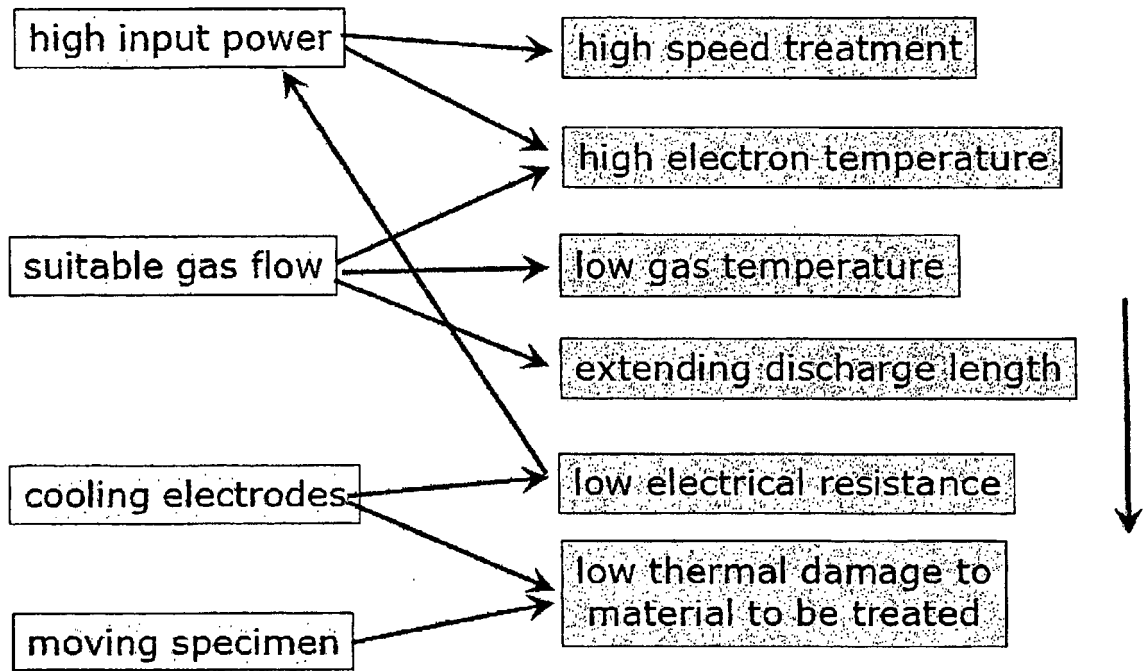 high input power
high speed treatment
high electron temperature
suitable gas flow
low gas temperature
extending discharge length
cooling electrodes
low electrical resistance
low thermal damage to
material to be treated
moving specimen